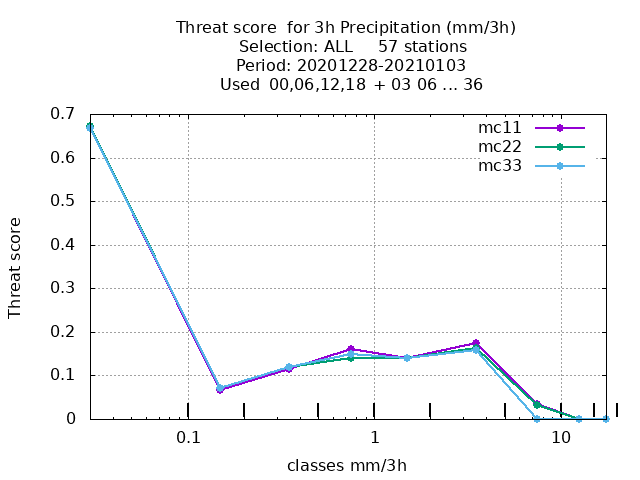 Threat score  for 3h Precipitation (mm/3h)
Selection: ALL     57 stations
Period: 20201228-20210103
Used  00,06,12,18  + 03 06 ... 36
0.7
0.6
0.5
0.4
0.3
0.2
0.1
0
Threat score
mc11
mc22
mc33
0.1
1
10
classes mm/3h